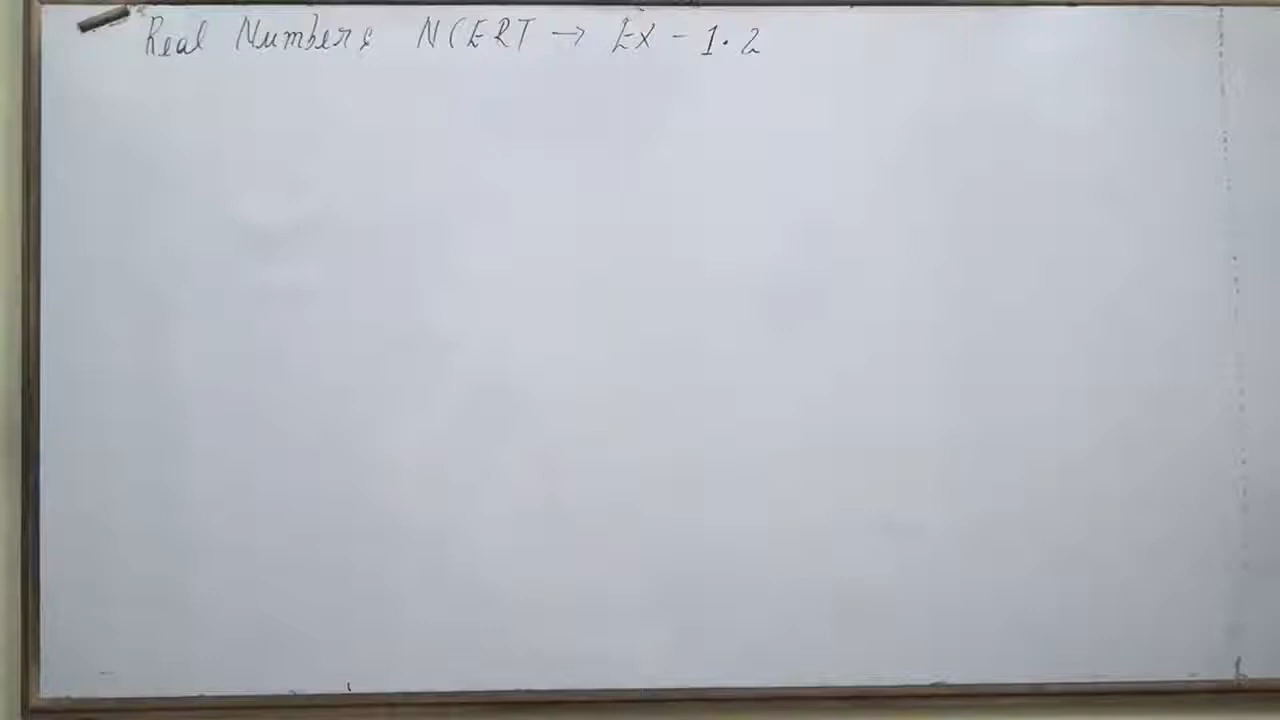 Real Numbers NCERT → Ex - 1.2